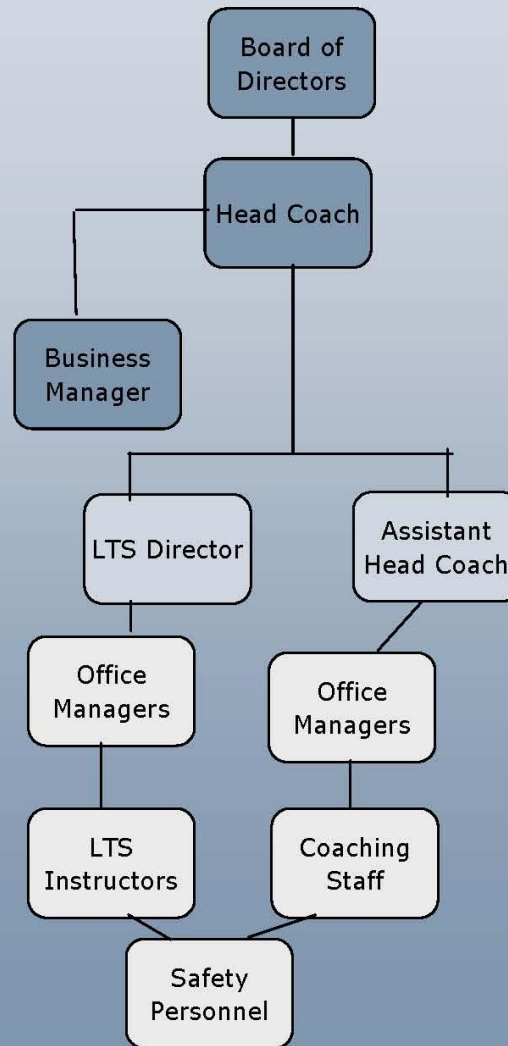 Board of
Directors
Head Coach
Business
Manager
LTS Director
Assistant
Head Coach
Office
Managers
Office
Managers
LTS
Instructors
Coaching
Staff
Safety
Personnel